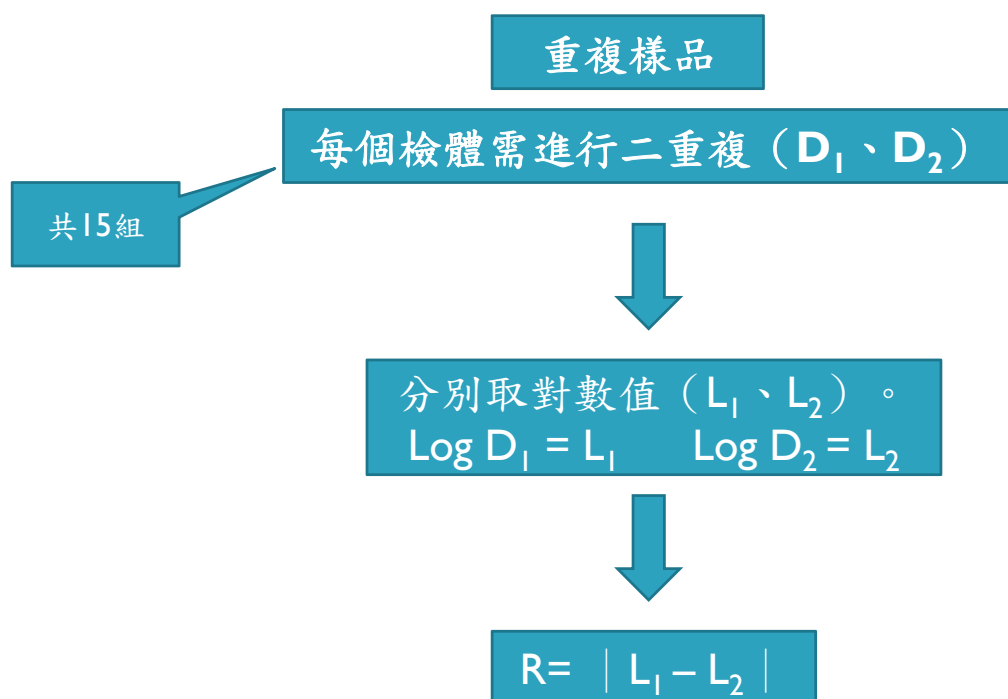 重複樣品
每個檢體需進行二重複（D₁、D₂）
共15組
分別取對數值（L₁、L₂）。
Log D₁ = L₁ Log D₂ = L₂
R= ｜L₁ – L₂｜